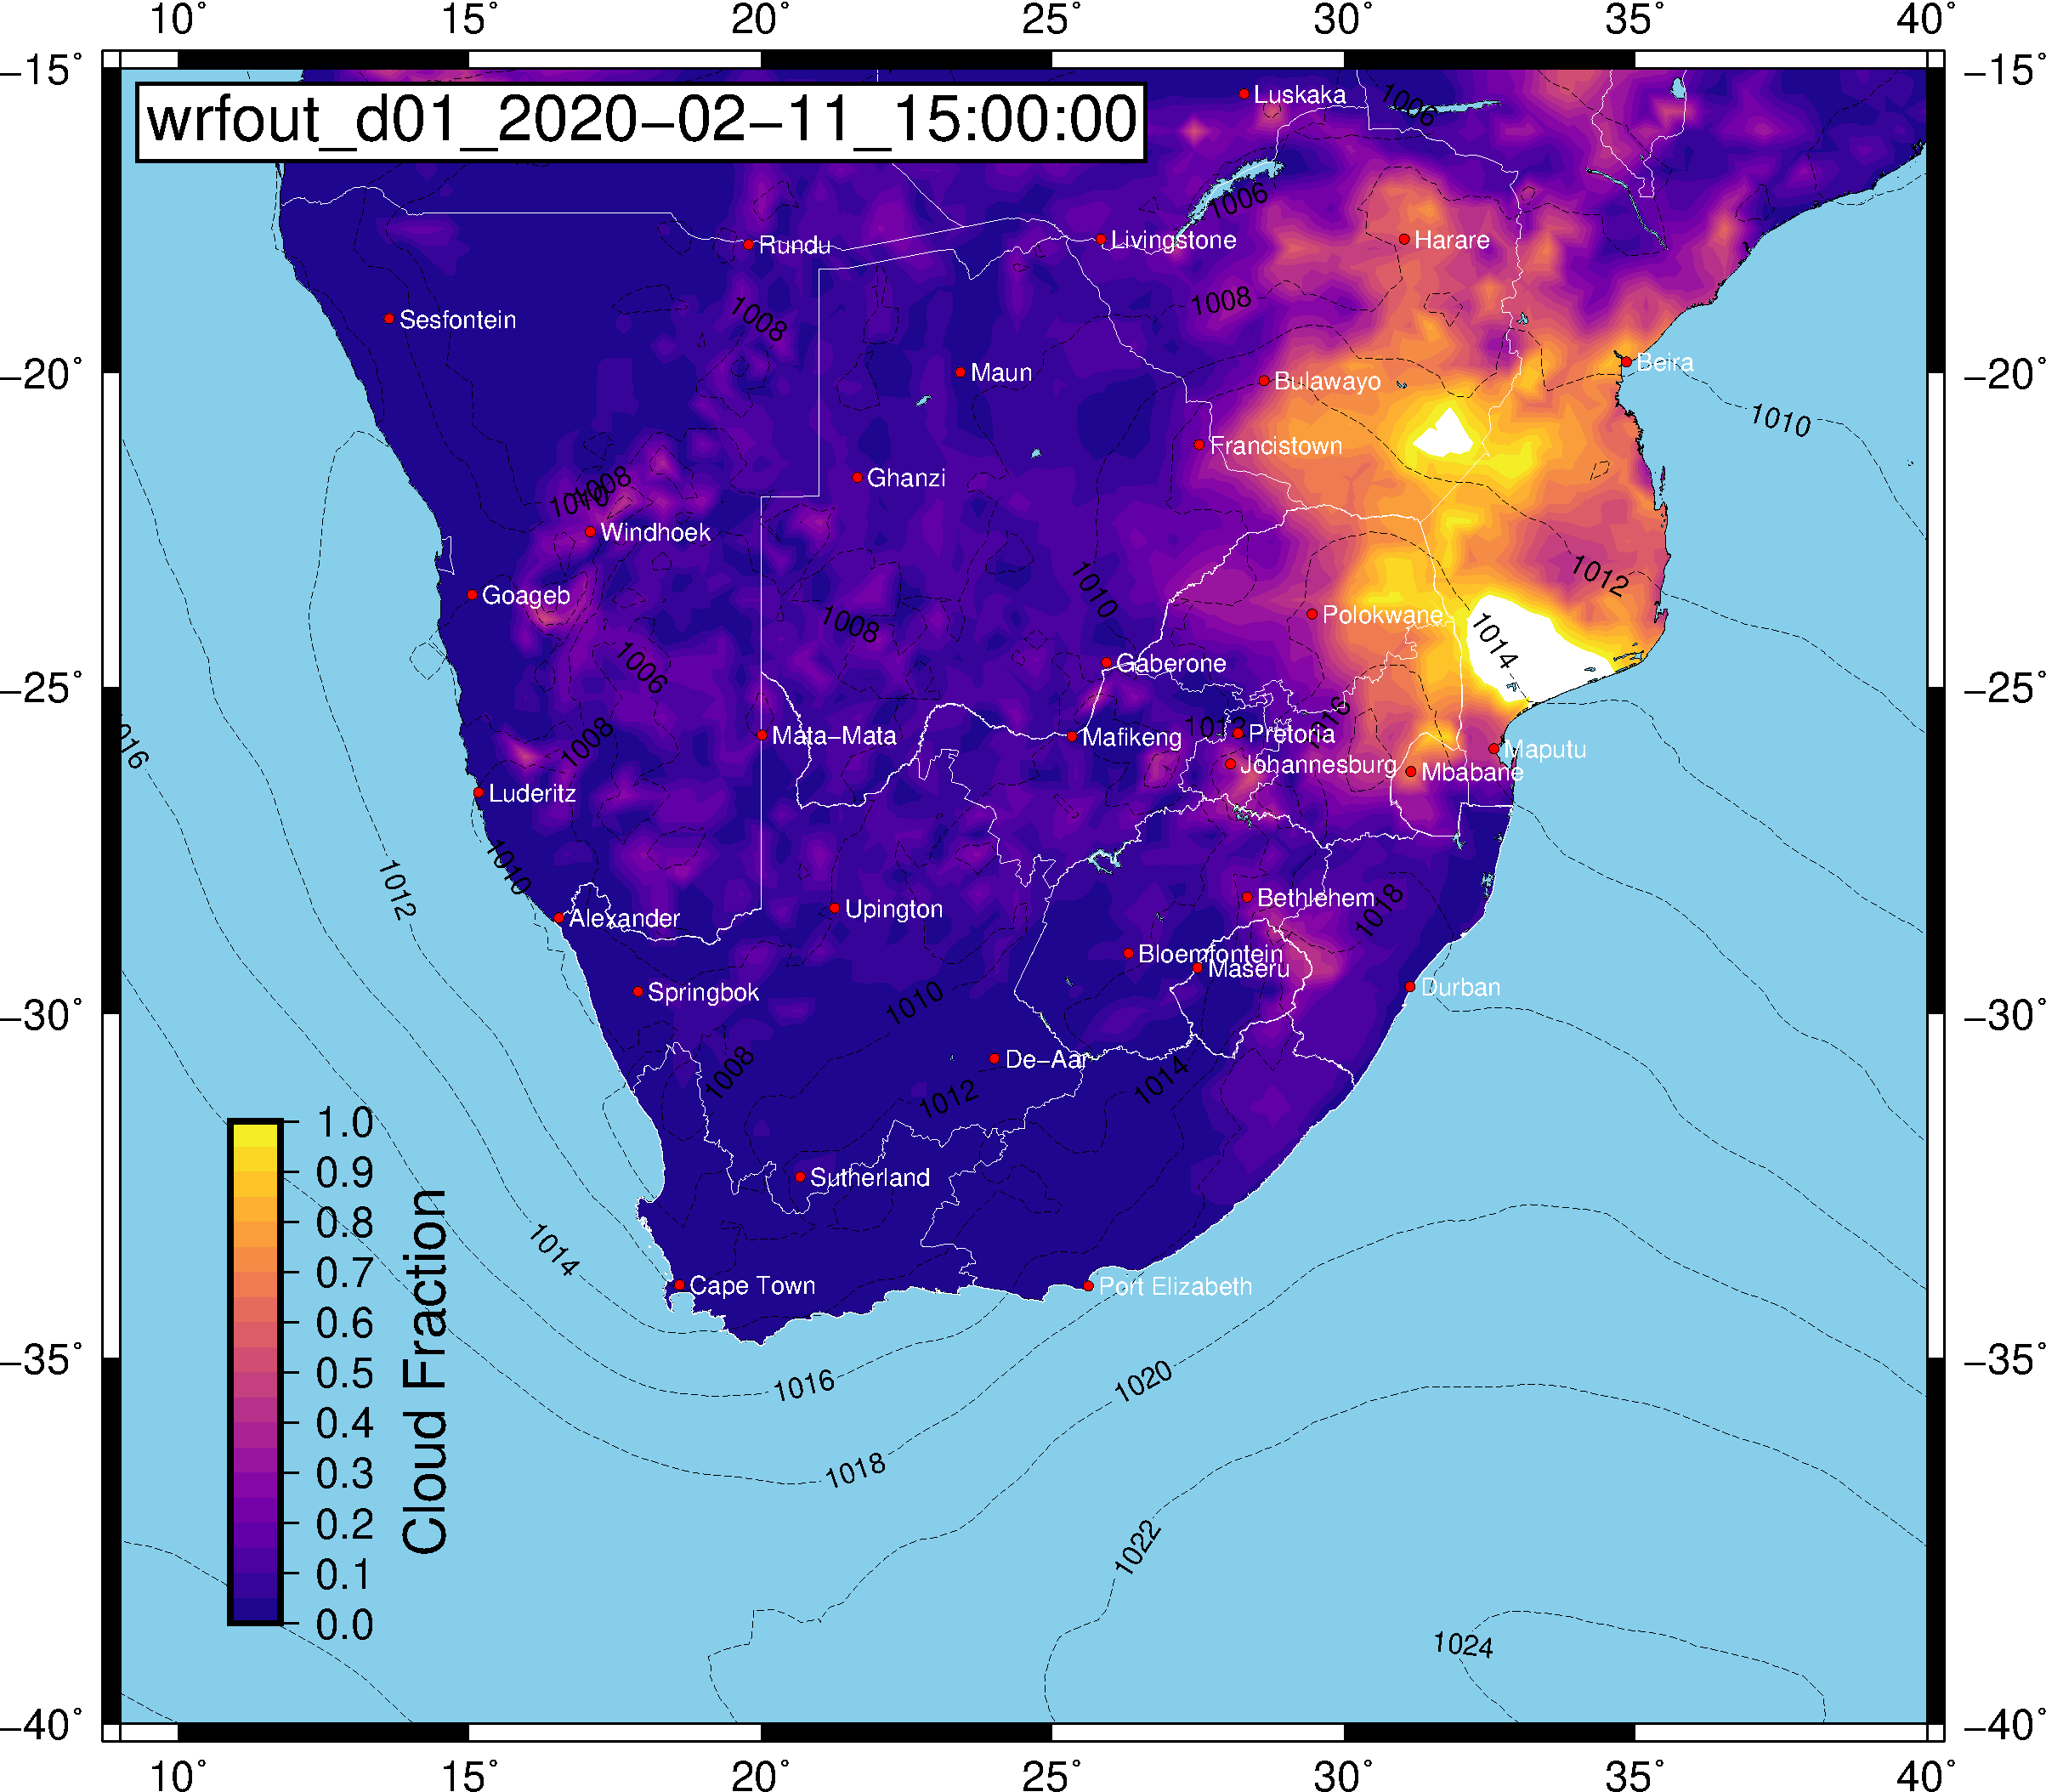 10° 15° 20° 25° 30° 35° 40°
−15° −15°
wrfout_d01_2020−02−11_15:00:00
Luskaka
1006
1006
Rundu
Livingstone
Harare
1008
1008
Sesfontein
−20° −20°
Maun
Bulawayo
Beira
1010
Francistown
Ghanzi
1008
1010
Windhoek
1010
1012
Goageb
1008
Polokwane
1014
1006
Gaberone
−25° −25°
1016
1008
Mata−Mata
Mafikeng
1012
Pretoria
1016
Johannesburg
Mbabane
Maputu
Luderitz
1010
1012
Alexander
Upington
Bethlehem
1018
Bloemfontein
Maseru
Springbok
Durban
1010
−30° −30°
De−Aar
1008
1012
1014
Sutherland
1014
Cape Town
Port Elizabeth
−35° −35°
1016
1020
1018
1022
1024
1.0
0.9
0.8
0.7
0.6
0.5
0.4
0.3
0.2
0.1
0.0
Cloud Fraction
−40° −40°
10° 15° 20° 25° 30° 35° 40°